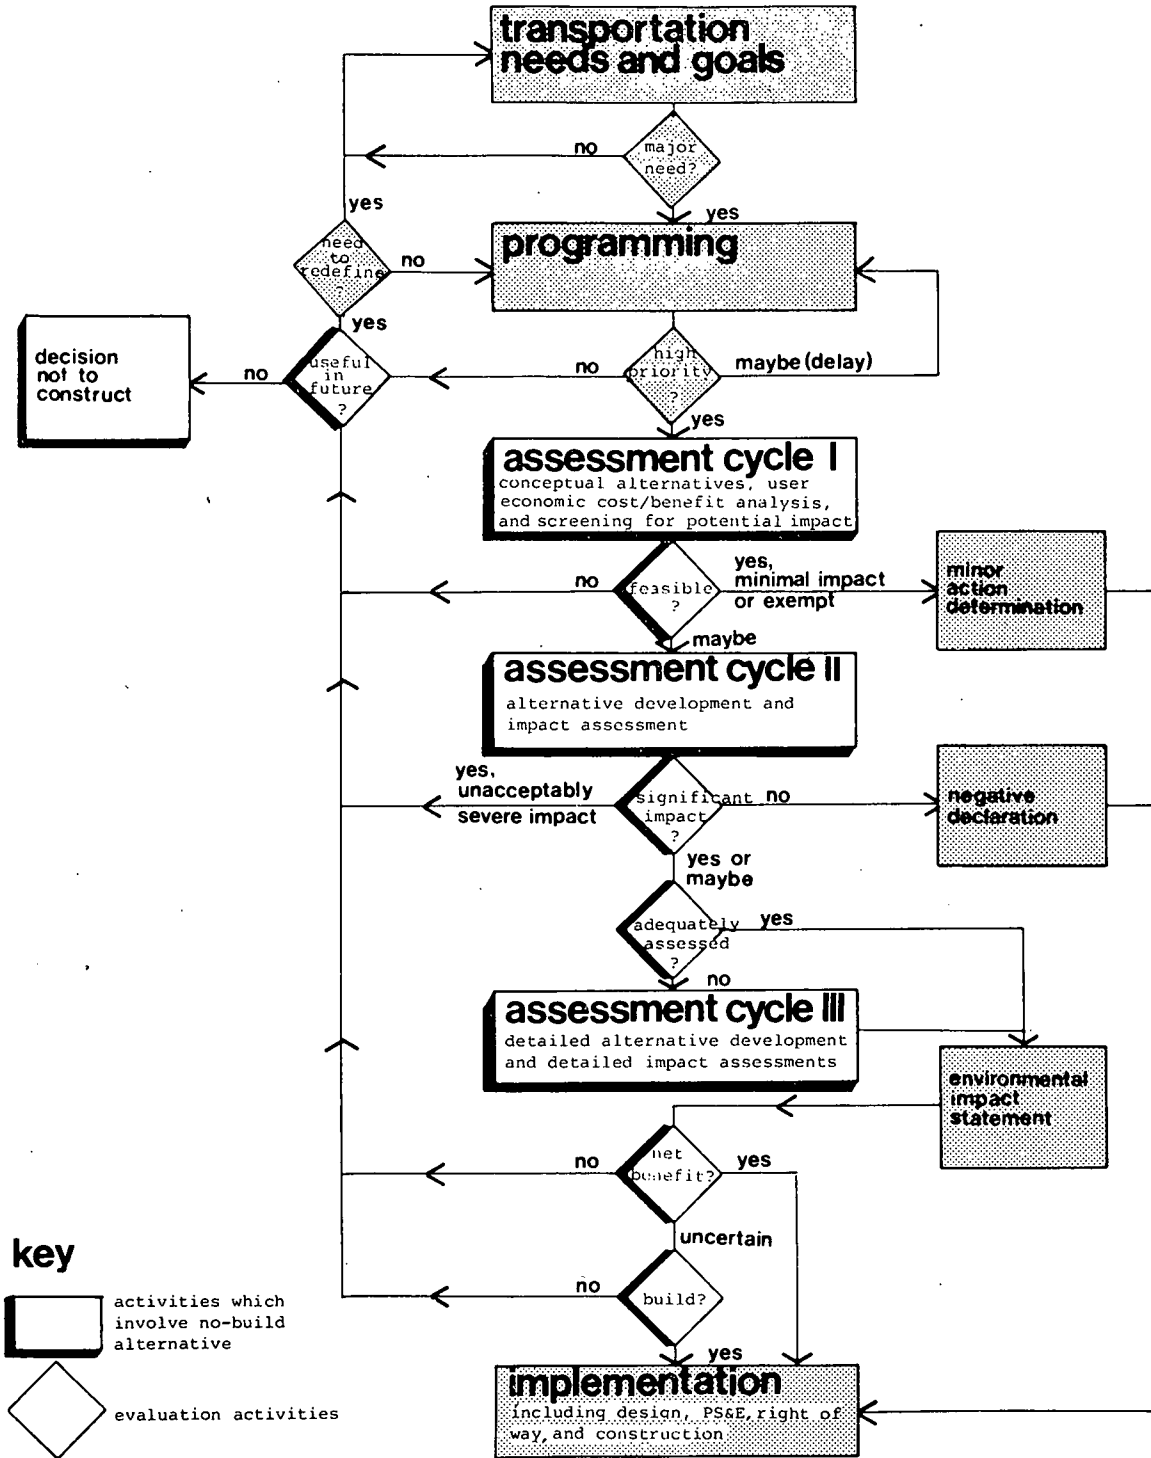 transportation
needs and goals
no
major
need?
yes
yes
programming
need
to
redefine
?
no
yes
decision
not to
construct
no
useful
in
future
?
no
high
priority
?
maybe (delay)
yes
assessment cycle I
conceptual alternatives, user
economic cost/benefit analysis,
and screening for potential impact
no
feasible
?
yes,
minimal impact
or exempt
minor
action
determination
maybe
assessment cycle II
alternative development and
impact assessment
yes,
unacceptably
severe impact
significant
impact
?
no
negative
declaration
yes or
maybe
adequately
assessed
?
yes
no
assessment cycle III
detailed alternative development
and detailed impact assessments
environmental
impact
statement
no
net
benefit?
yes
uncertain
no
build?
yes
implementation
including design, PS&E, right of
way, and construction
key
activities which
involve no-build
alternative
evaluation activities